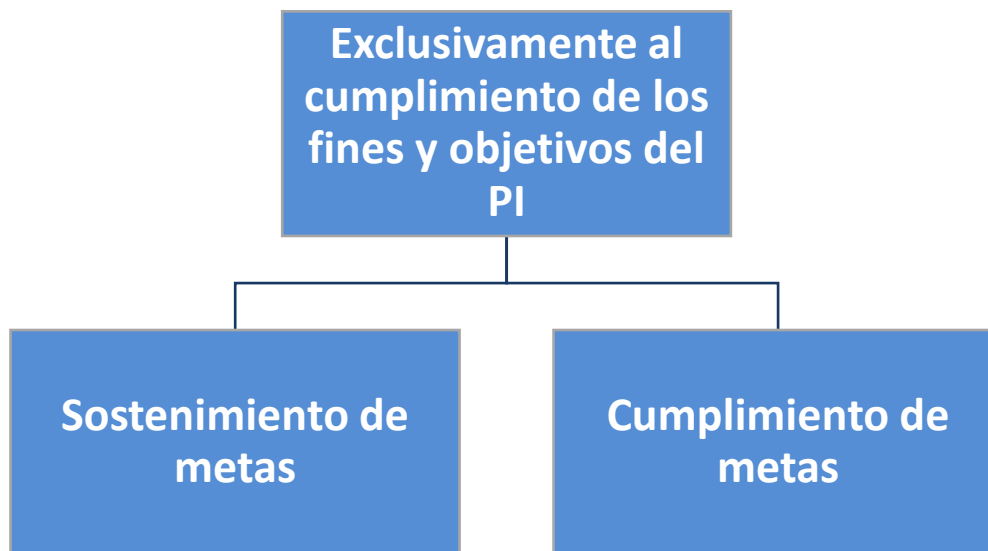 Exclusivamente al
cumplimiento de los
fines y objetivos del
PI
Sostenimiento de
metas
Cumplimiento de
metas